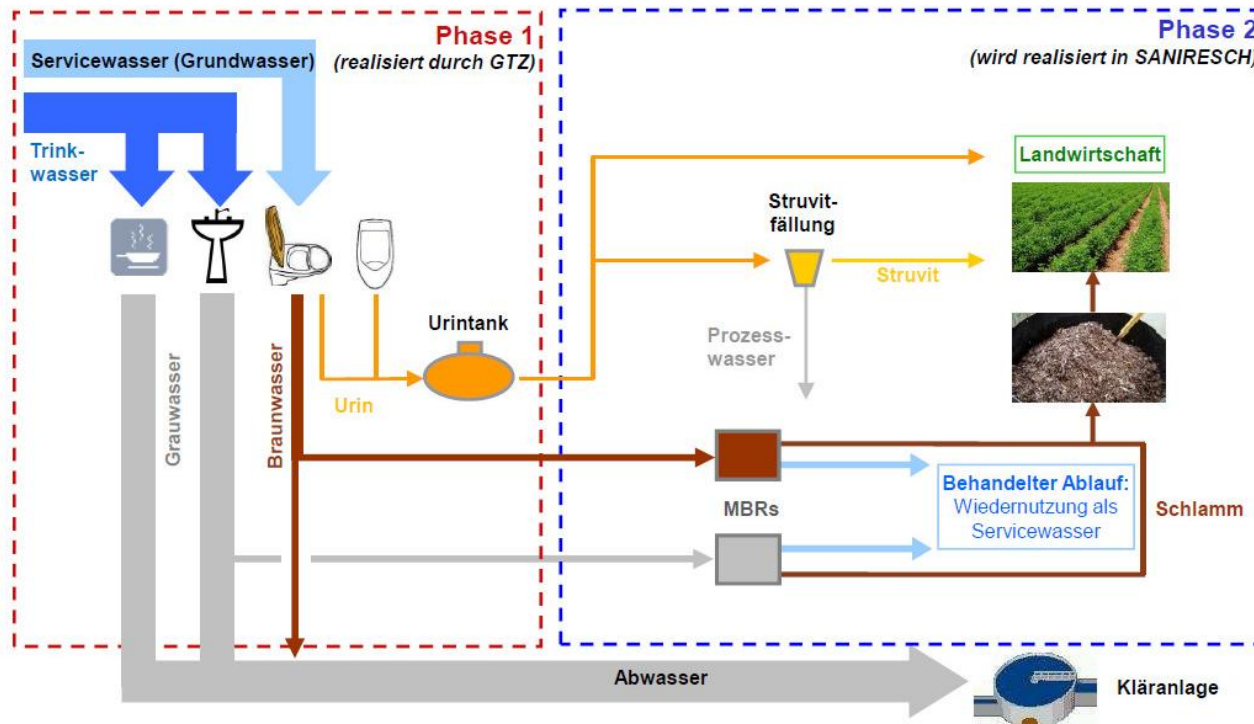 Phase 1
(realisiert durch GTZ)
Servicewasser (Grundwasser)
Trink-
wasser
Urintank
Urin
Grauwasser
Braunwasser
Phase 2
(wird realisiert in SANIRESCH)
Landwirtschaft
Struvit-
fällung
Struvit
Prozess-
wasser
MBRs
Behandelter Ablauf:
Wiedernutzung als
Servicewasser
Schlamm
Abwasser
Kläranlage